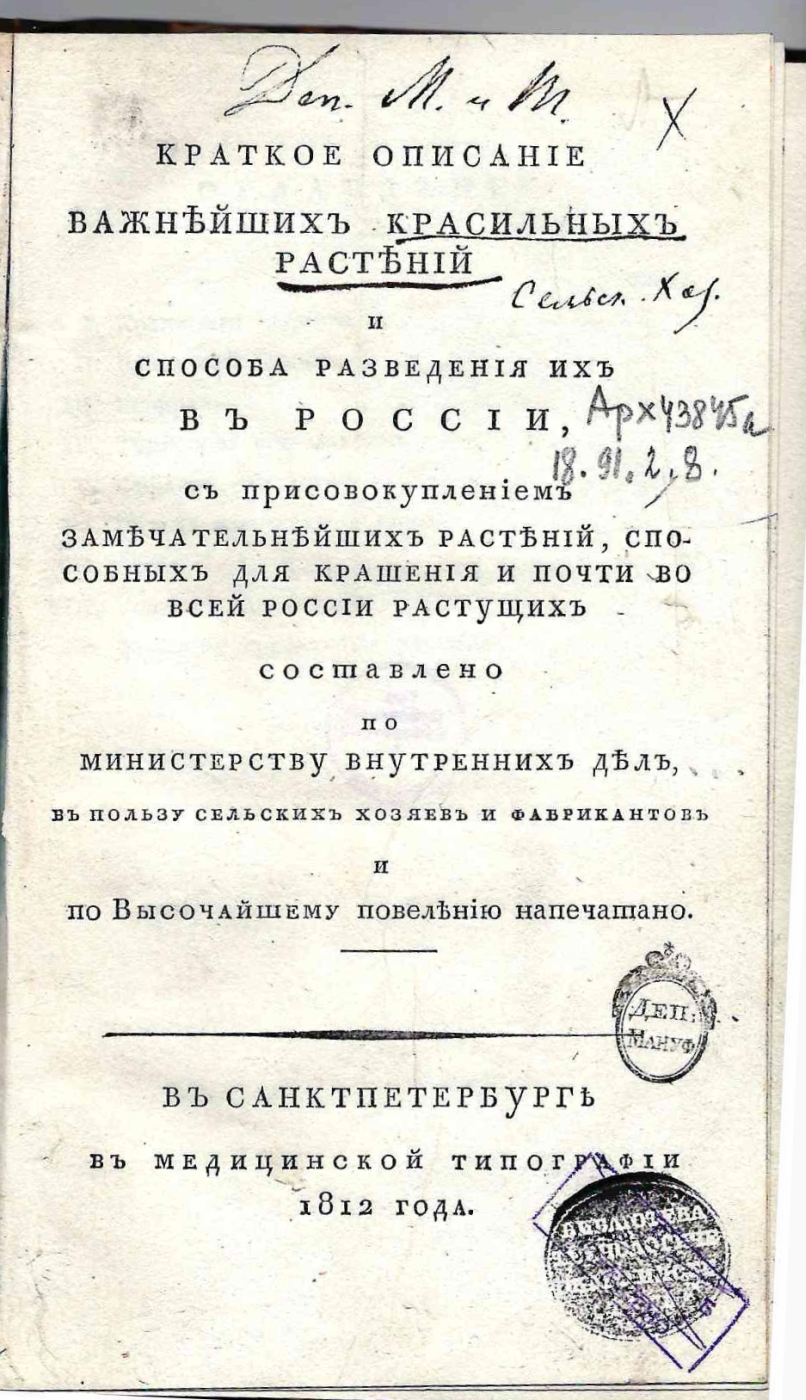 Деп. М. и Т.
Х
КРАТКОЕ ОПИСАНІЕ
ВАЖНѢЙШИХЪ КРАСИЛЬНЫХЪ
РАСТѢНІЙ
Сельск. Хоз.
И
СПОСОБА РАЗВЕДЕНІЯ ИХЪ
ВЪ РОССІИ,
Арх43845а
18.91.2.8.
съ присовокупленіемъ
ЗАМѢЧАТЕЛЬНѢЙШИХЪ РАСТѢНІЙ, СПО-
СОБНЫХЪ ДЛЯ КРАШЕНІЯ И ПОЧТИ ВО
ВСЕЙ РОССІИ РАСТУЩИХЪ
составлено
ПО
МИНИСТЕРСТВУ ВНУТРЕННИХЪ ДѢЛЪ,
ВЪ ПОЛЬЗУ СЕЛЬСКИХЪ ХОЗЯЕВЪ И ФАБРИКАНТОВЪ
И
по Высочайшему повелѣнію напечатано.
ДЕП:
МАНУФ
ВЪ САНКТПЕТЕРБУРГѢ
ВЪ МЕДИЦИНСКОЙ ТИПОГРАФІИ
1812 ГОДА.
БИБЛІОТЕКА